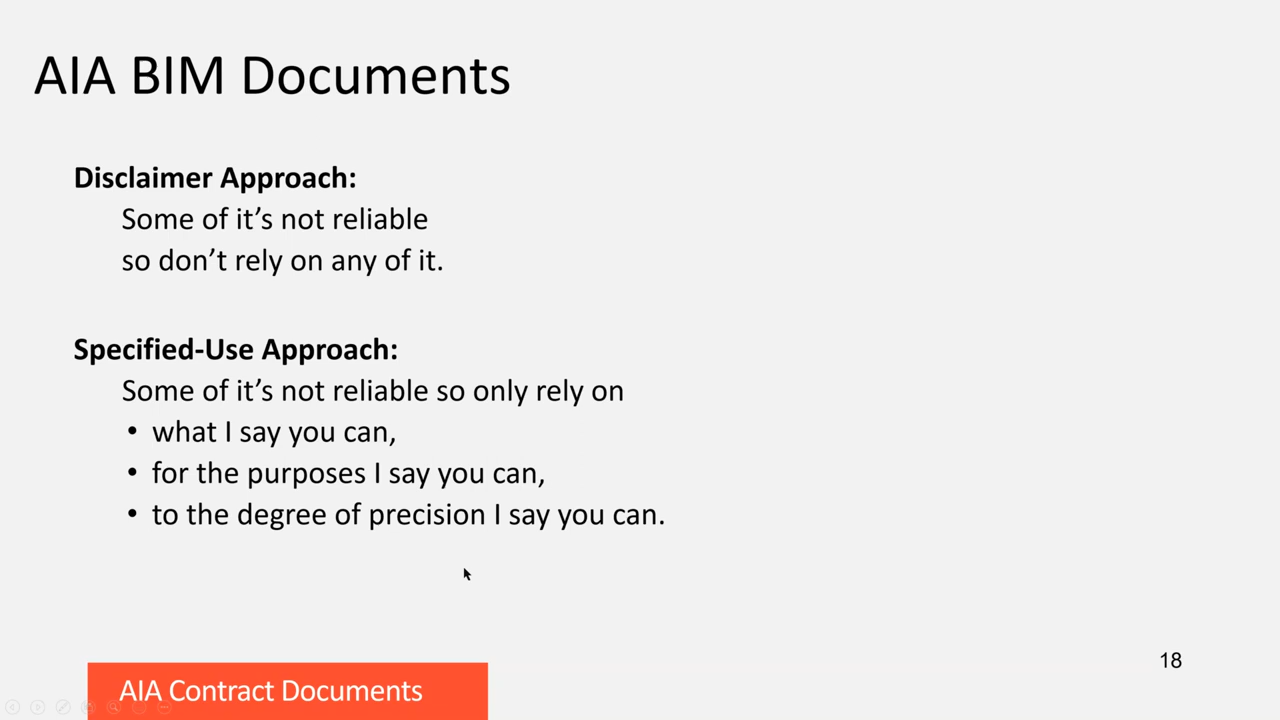 AIA BIM Documents
Disclaimer Approach:
Some of it’s not reliable
so don’t rely on any of it.
Specified-Use Approach:
Some of it’s not reliable so only rely on
• what I say you can,
• for the purposes I say you can,
• to the degree of precision I say you can.
18
AIA Contract Documents